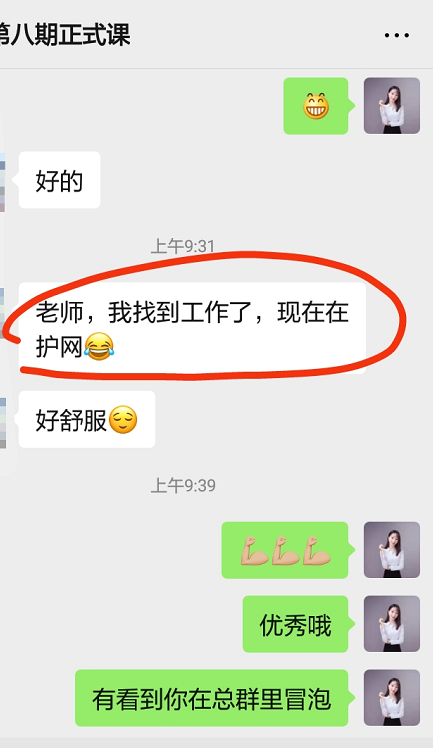 第八期正式课
😁
好的
上午9:31
老师，我找到工作了，现在在
护网😂
好舒服😌
上午9:39
💪🏼💪🏼💪🏼
优秀哦
有看到你在总群里冒泡